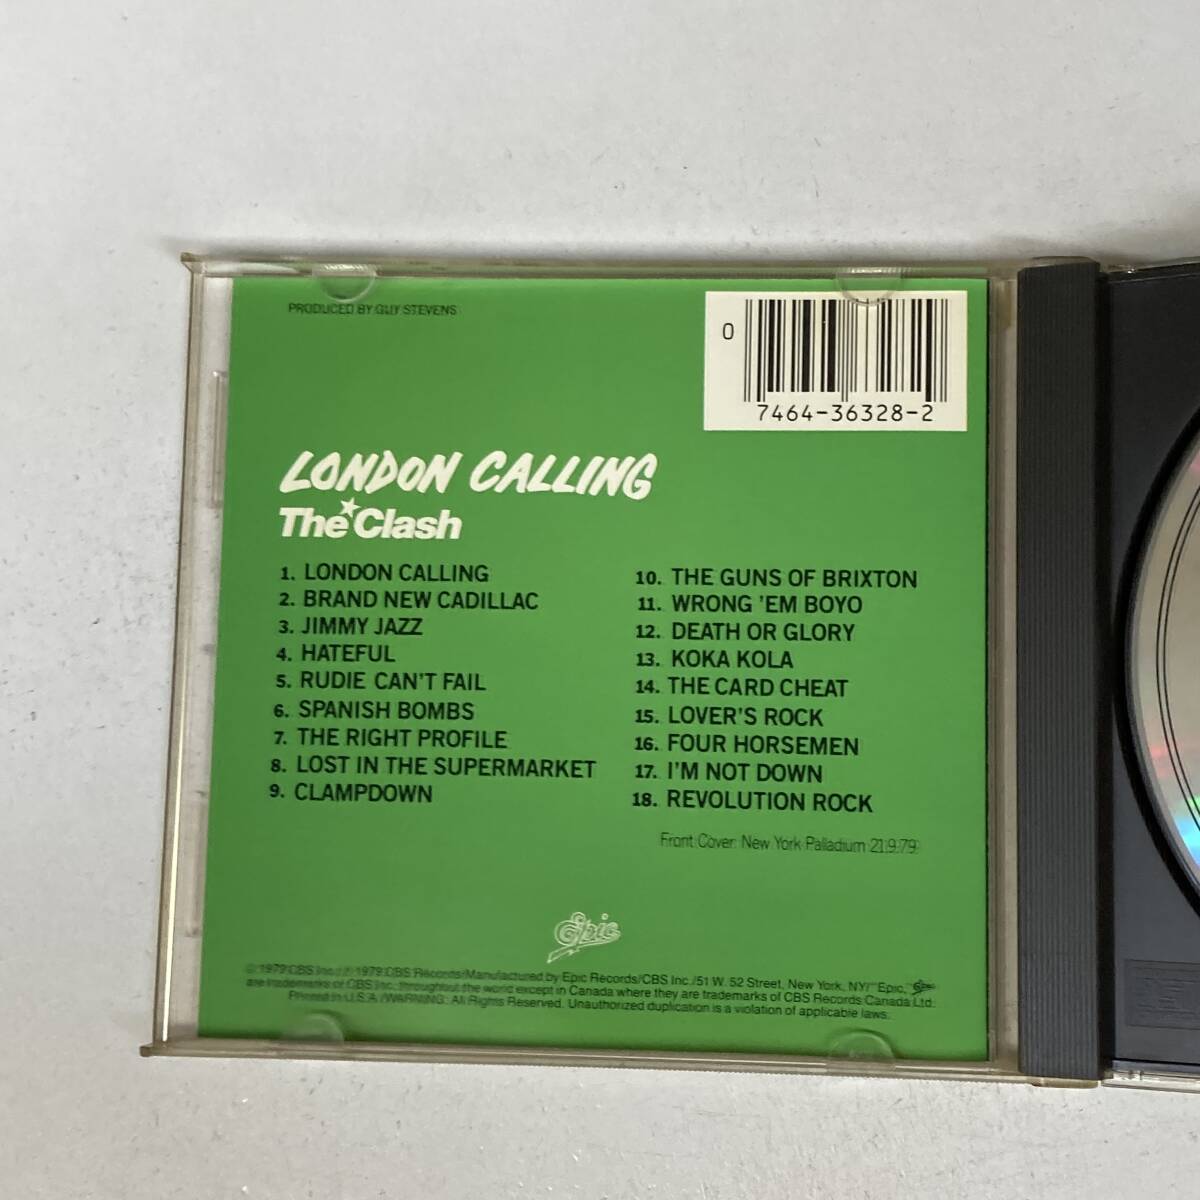 PRODUCED BY GUY STEVENS
0
7464-36328-2
LONDON CALLING
The Clash
1. LONDON CALLING
2. BRAND NEW CADILLAC
3. JIMMY JAZZ
4. HATEFUL
5. RUDIE CAN'T FAIL
6. SPANISH BOMBS
7. THE RIGHT PROFILE
8. LOST IN THE SUPERMARKET
9. CLAMPDOWN
10. THE GUNS OF BRIXTON
11. WRONG 'EM BOYO
12. DEATH OR GLORY
13. KOKA KOLA
14. THE CARD CHEAT
15. LOVER'S ROCK
16. FOUR HORSEMEN
17. I'M NOT DOWN
18. REVOLUTION ROCK
Front Cover: New York Palladium 21.9.79
Epic
© 1979 CBS Inc./℗ 1979 CBS Records/Manufactured by Epic Records/CBS Inc./51 W. 52 Street, New York, NY/"Epic," Epic
are trademarks of CBS Inc. throughout the world except in Canada where they are trademarks of CBS Records Canada Ltd.
Printed in U.S.A./WARNING: All Rights Reserved. Unauthorized duplication is a violation of applicable laws.